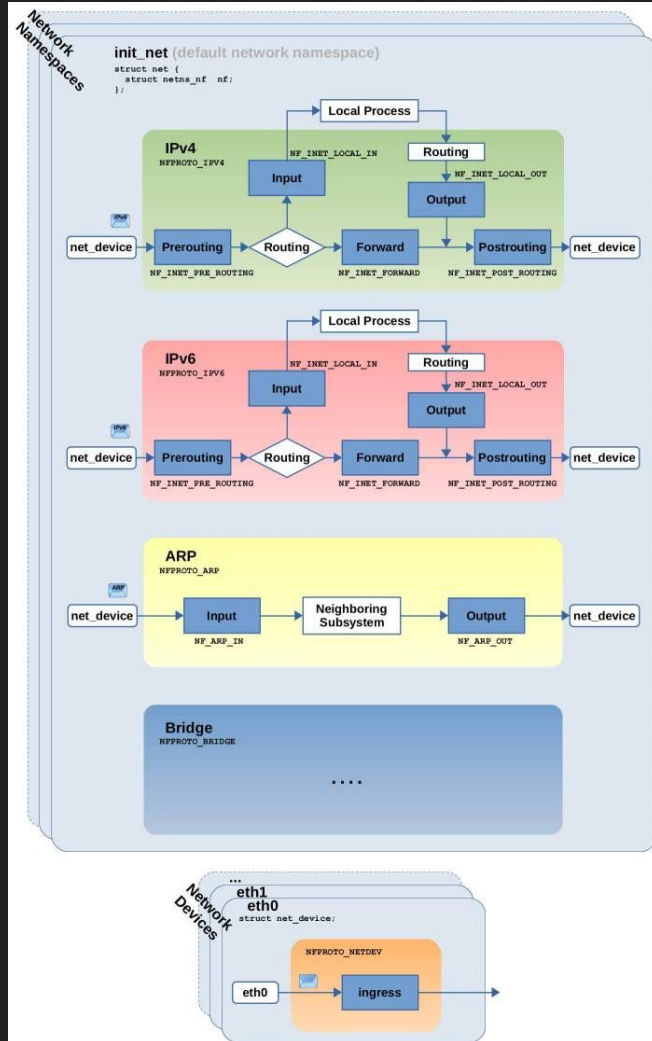 Network
Namespaces
init_net (default network namespace)
struct net {
struct netns_nf nf;
};
Local Process
IPv4
NFPROTO_IPV4
NF_INET_LOCAL_IN
Routing
Input
NF_INET_LOCAL_OUT
Output
IPv4
net_device
Prerouting
Routing
Forward
Postrouting
net_device
NF_INET_PRE_ROUTING
NF_INET_FORWARD
NF_INET_POST_ROUTING
Local Process
IPv6
NFPROTO_IPV6
NF_INET_LOCAL_IN
Routing
Input
NF_INET_LOCAL_OUT
Output
IPv6
net_device
Prerouting
Routing
Forward
Postrouting
net_device
NF_INET_PRE_ROUTING
NF_INET_FORWARD
NF_INET_POST_ROUTING
ARP
NFPROTO_ARP
ARP
net_device
Input
Neighboring
Subsystem
Output
net_device
NF_ARP_IN
NF_ARP_OUT
Bridge
NFPROTO_BRIDGE
....
Network
Devices
...
eth1
eth0
struct net_device;
NFPROTO_NETDEV
eth0
ingress